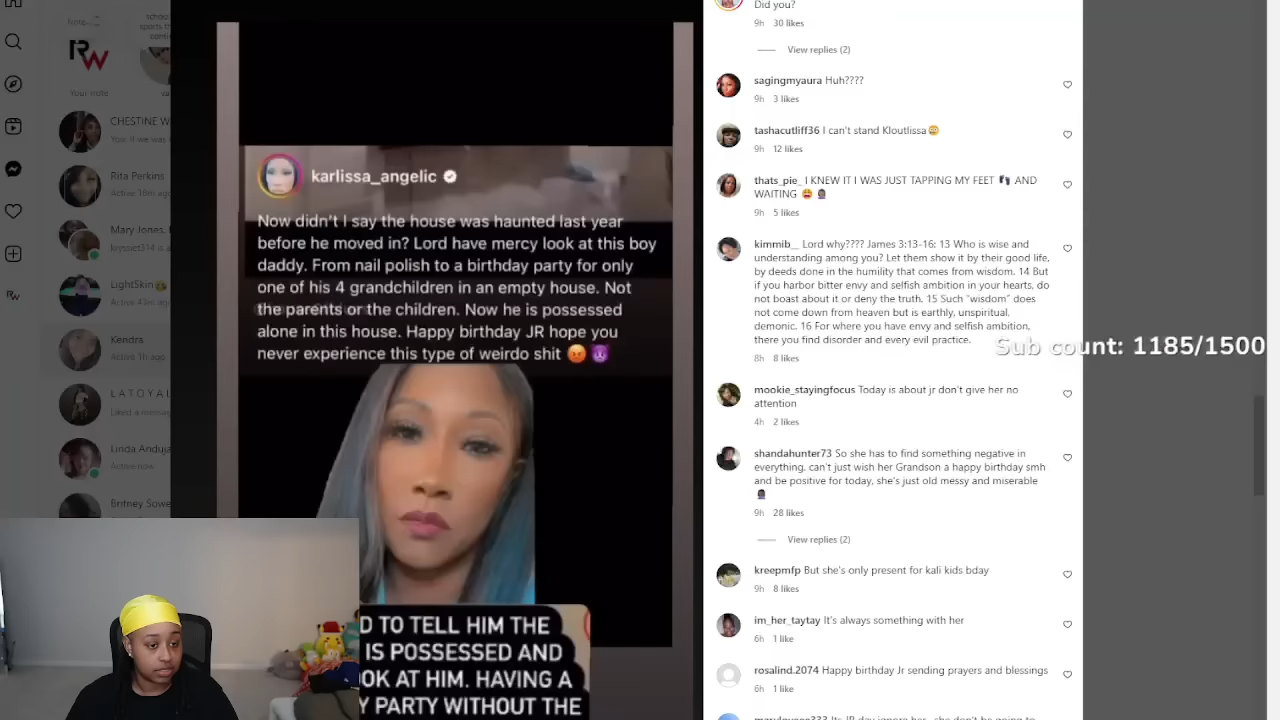 Note...
RW
Your note
CHESTINE W
You: if we was
Rita Perkins
Active 18m ago
Mary Jones,
joyssdict314 is a
LightSkin
Active 45m ago
Kendra
Active 1h ago
L A T O Y A L
Liked a messag
Linda Anduja
Active now
Britney Sowe
RW
karlissa_angelic
Now didn't I say the house was haunted last year
before he moved in? Lord have mercy look at this boy
daddy. From nail polish to a birthday party for only
one of his 4 grandchildren in an empty house. Not
the parents or the children. Now he is possessed
alone in this house. Happy birthday JR hope you
never experience this type of weirdo shit 😡😈
D TO TELL HIM THE
IS POSSESSED AND
OK AT HIM. HAVING A
Y PARTY WITHOUT THE
Did you?
9h 30 likes
View replies (2)
sagingmyaura Huh????
9h 3 likes
tashacutliff36 I can't stand Kloutlissa😳
9h 12 likes
thats_pie_ I KNEW IT I WAS JUST TAPPING MY FEET 👣 AND
WAITING 😩
9h 5 likes
kimmib__ Lord why???? James 3:13-16: 13 Who is wise and
understanding among you? Let them show it by their good life,
by deeds done in the humility that comes from wisdom. 14 But
if you harbor bitter envy and selfish ambition in your hearts, do
not boast about it or deny the truth. 15 Such "wisdom" does
not come down from heaven but is earthly, unspiritual,
demonic. 16 For where you have envy and selfish ambition,
there you find disorder and every evil practice.
8h 8 likes
Sub count: 1185/1500
mookie_stayingfocus Today is about jr don't give her no
attention
4h 2 likes
shandahunter73 So she has to find something negative in
everything, can't just wish her Grandson a happy birthday smh
and be positive for today, she's just old messy and miserable
9h 28 likes
View replies (2)
kreepmfp But she's only present for kali kids bday
9h 8 likes
im_her_taytay It's always something with her
6h 1 like
rosalind.2074 Happy birthday Jr sending prayers and blessings
6h 1 like